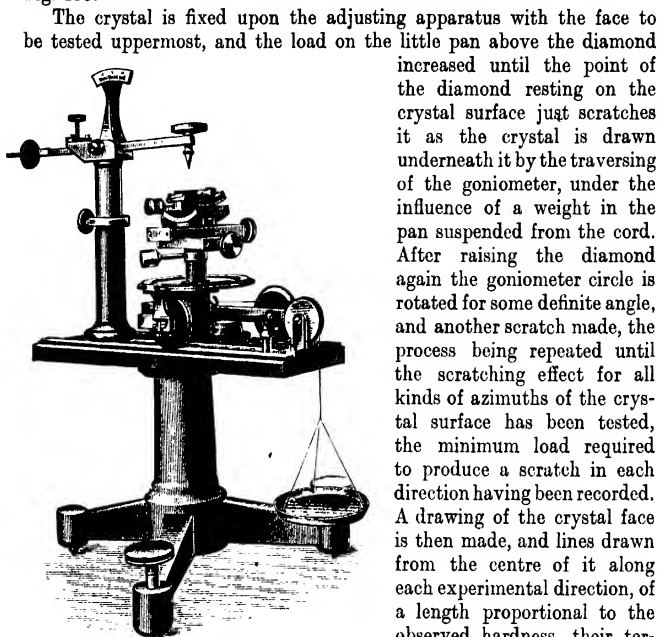 The crystal is fixed upon the adjusting apparatus with the face to
be tested uppermost, and the load on the little pan above the diamond
increased until the point of
the diamond resting on the
crystal surface just scratches
it as the crystal is drawn
underneath it by the traversing
of the goniometer, under the
influence of a weight in the
pan suspended from the cord.
After raising the diamond
again the goniometer circle is
rotated for some definite angle,
and another scratch made, the
process being repeated until
the scratching effect for all
kinds of azimuths of the crys-
tal surface has been tested,
the minimum load required
to produce a scratch in each
direction having been recorded.
A drawing of the crystal face
is then made, and lines drawn
from the centre of it along
each experimental direction, of
a length proportional to the
observed hardness, their ter-